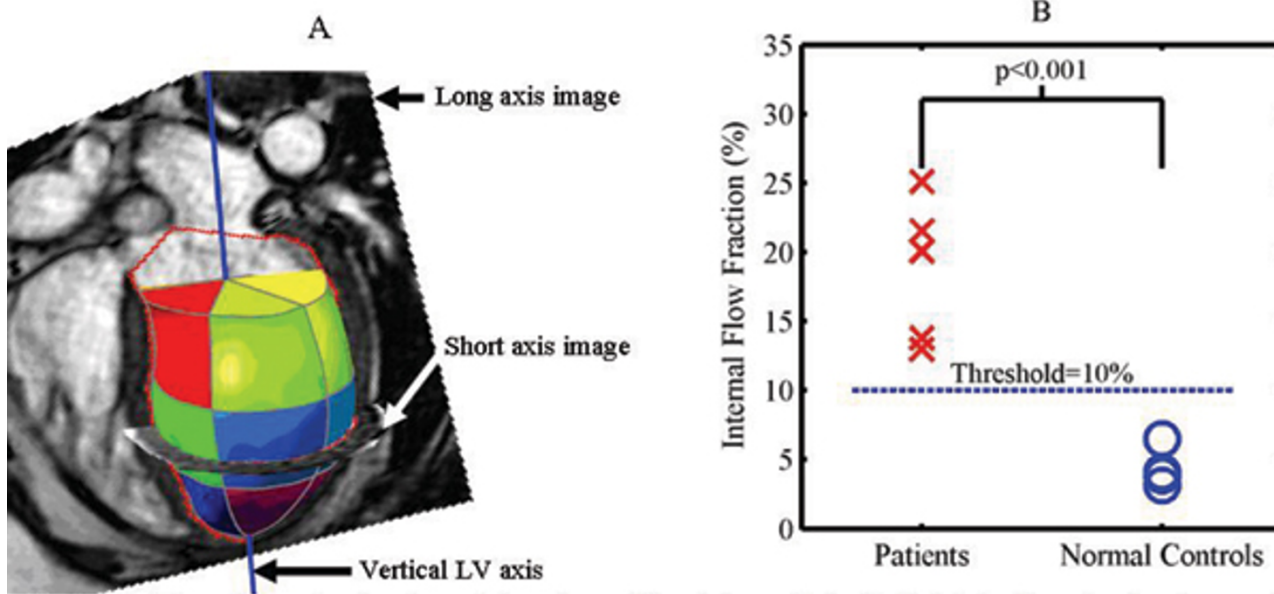 A
Long axis image
Short axis image
Vertical LV axis
B
Internal Flow Fraction (%)
35
30
25
20
15
10
5
0
p<0.001
Threshold=10%
Patients
Normal Controls